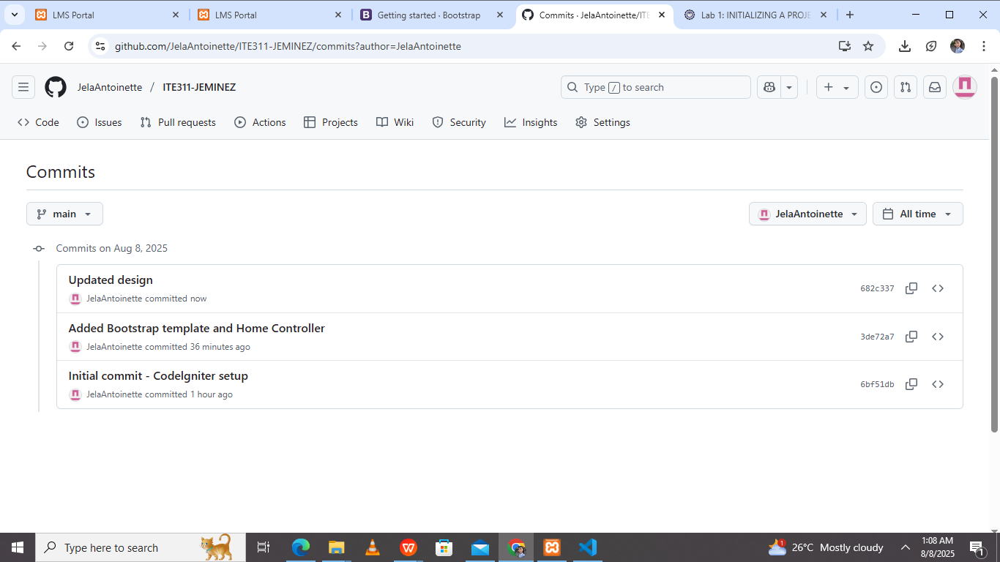 LMS Portal
LMS Portal
Getting started · Bootstrap
Commits · JelaAntoinette/ITE
Lab 1: INITIALIZING A PROJE
github.com/JelaAntoinette/ITE311-JEMINEZ/commits?author=JelaAntoinette
JelaAntoinette / ITE311-JEMINEZ
Type / to search
Code
Issues
Pull requests
Actions
Projects
Wiki
Security
Insights
Settings
Commits
main
JelaAntoinette
All time
Commits on Aug 8, 2025
Updated design
JelaAntoinette committed now
682c337
Added Bootstrap template and Home Controller
JelaAntoinette committed 36 minutes ago
3de72a7
Initial commit - CodeIgniter setup
JelaAntoinette committed 1 hour ago
6bf51db
Type here to search
1
26°C Mostly cloudy
1:08 AM
8/8/2025
1